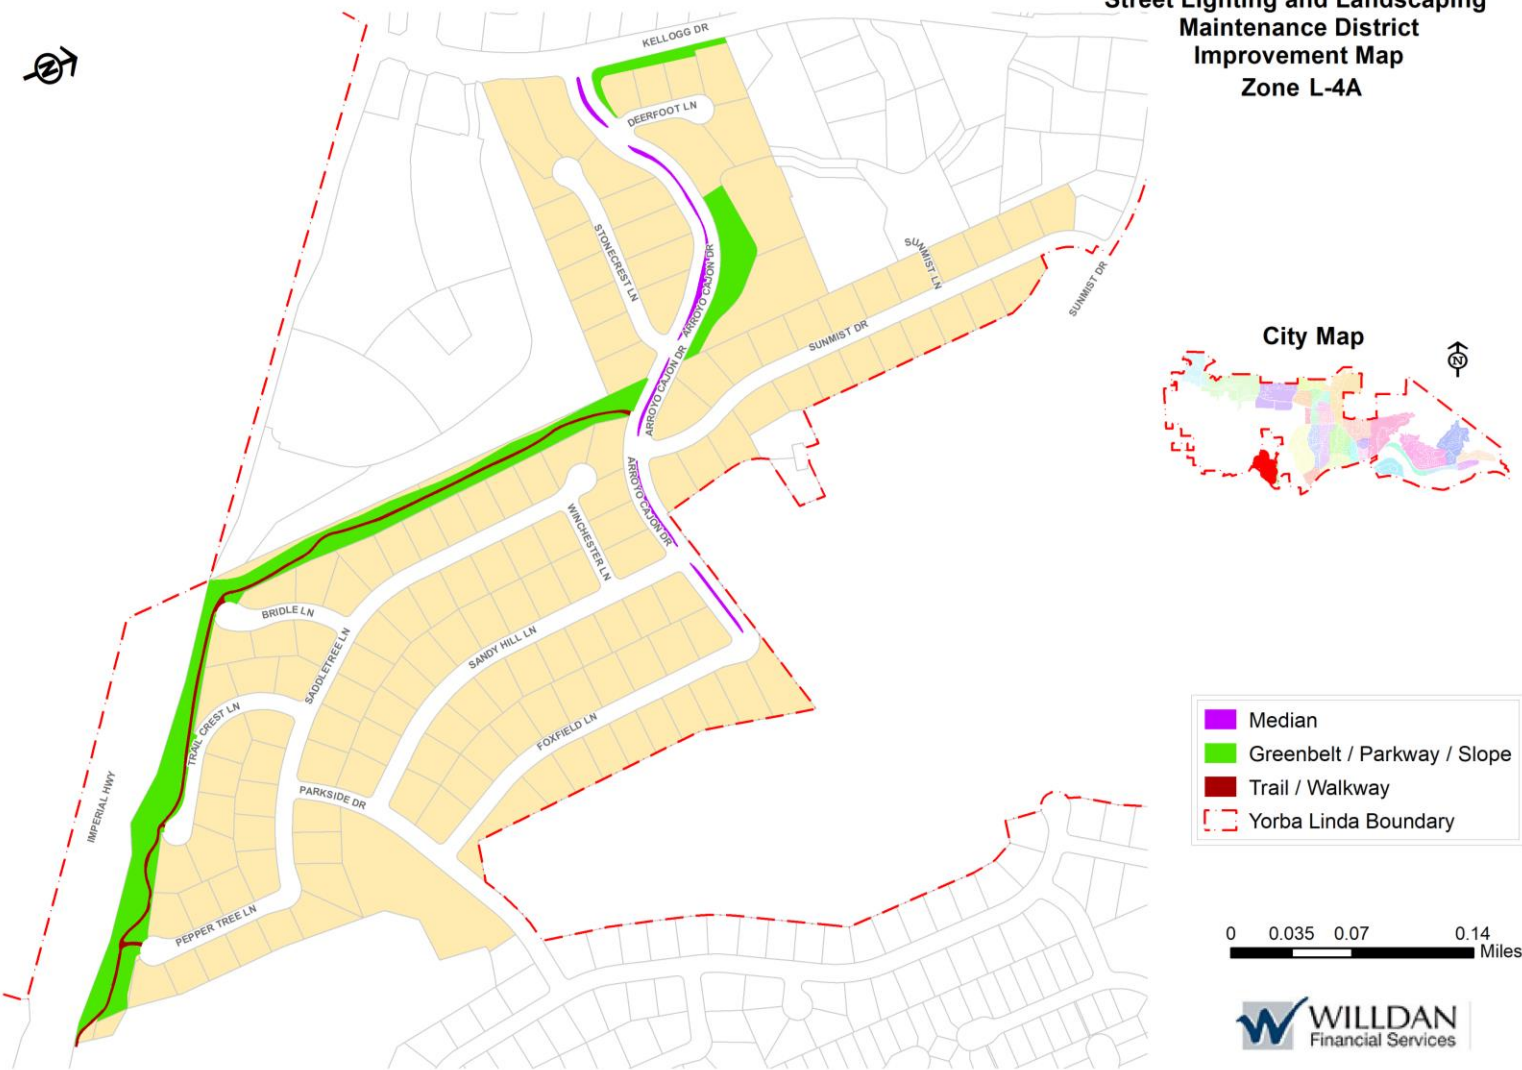 Street Lighting and Landscaping
Maintenance District
Improvement Map
Zone L-4A
N
KELLOGG DR
DEERFOOT LN
STONECREST LN
ARROYO CAJON DR
SUNMIST LN
SUNMIST DR
SUNMIST DR
ARROYO CAJON DR
ARROYO CAJON DR
WINCHESTER LN
BRIDLE LN
SADDLETREE LN
SANDY HILL LN
TRAIL CREST LN
FOXFIELD LN
IMPERIAL HWY
PARKSIDE DR
PEPPER TREE LN
City Map
N
Median
Greenbelt / Parkway / Slope
Trail / Walkway
Yorba Linda Boundary
0 0.035 0.07 0.14
Miles
WILLDAN
Financial Services